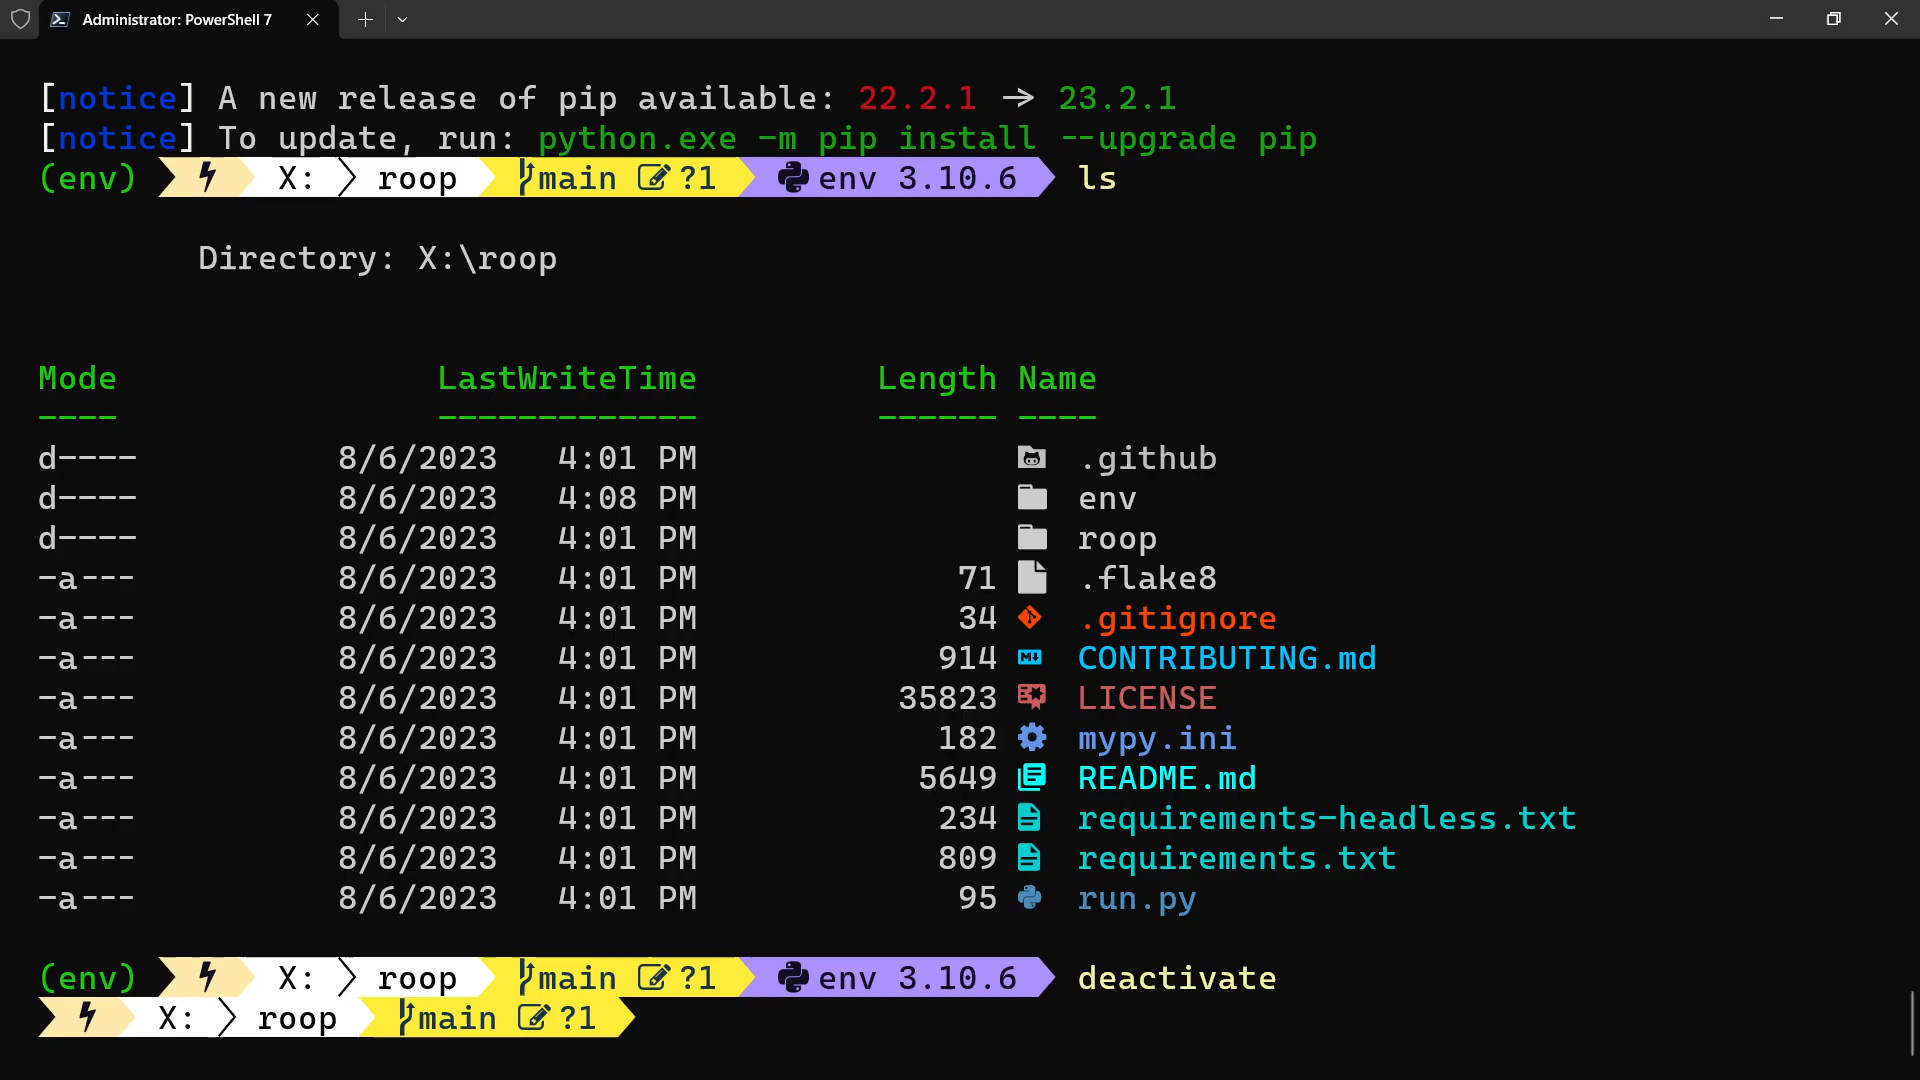 Administrator: PowerShell 7
[notice] A new release of pip available: 22.2.1 -> 23.2.1
[notice] To update, run: python.exe -m pip install --upgrade pip
(env) X: roop main ?1 env 3.10.6 ls
Directory: X:\roop
Mode LastWriteTime Length Name
---- ------------- ------ ----
d---- 8/6/2023 4:01 PM .github
d---- 8/6/2023 4:08 PM env
d---- 8/6/2023 4:01 PM roop
-a--- 8/6/2023 4:01 PM 71 .flake8
-a--- 8/6/2023 4:01 PM 34 .gitignore
-a--- 8/6/2023 4:01 PM 914 CONTRIBUTING.md
-a--- 8/6/2023 4:01 PM 35823 LICENSE
-a--- 8/6/2023 4:01 PM 182 mypy.ini
-a--- 8/6/2023 4:01 PM 5649 README.md
-a--- 8/6/2023 4:01 PM 234 requirements-headless.txt
-a--- 8/6/2023 4:01 PM 809 requirements.txt
-a--- 8/6/2023 4:01 PM 95 run.py
(env) X: roop main ?1 env 3.10.6 deactivate
X: roop main ?1